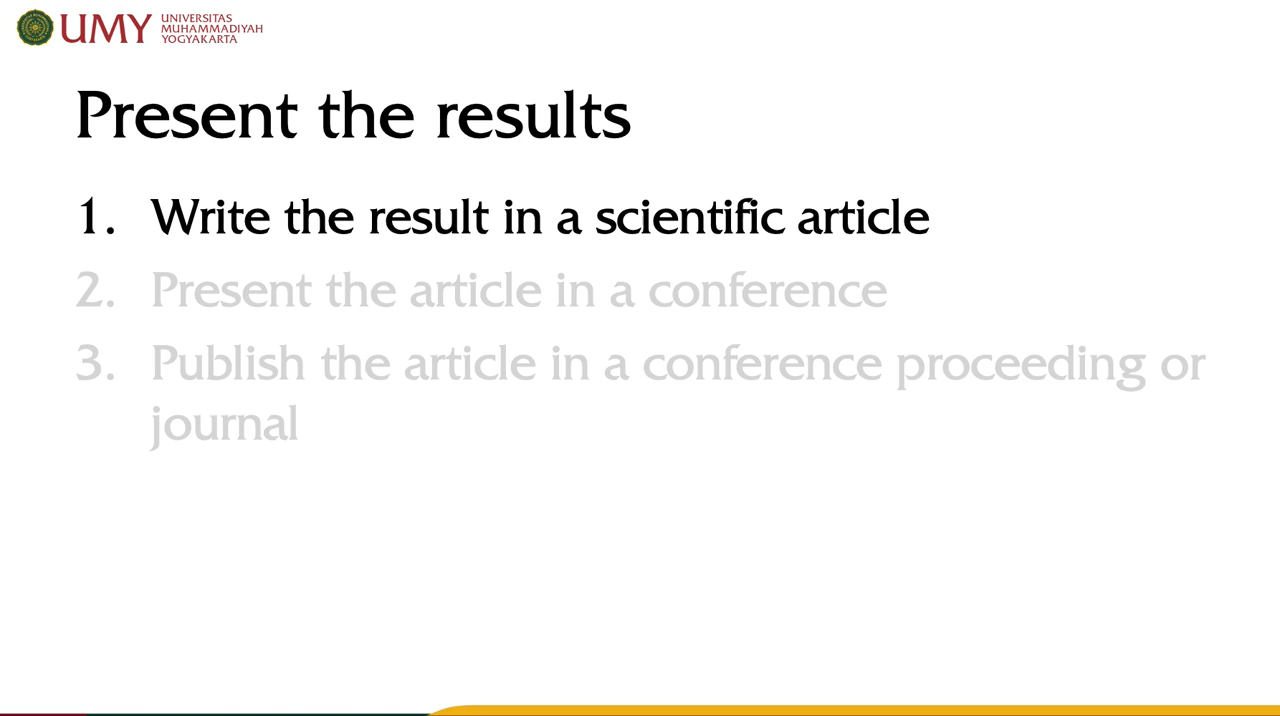 UMY UNIVERSITAS
MUHAMMADIYAH
YOGYAKARTA
Present the results
1. Write the result in a scientific article
2. Present the article in a conference
3. Publish the article in a conference proceeding or
journal